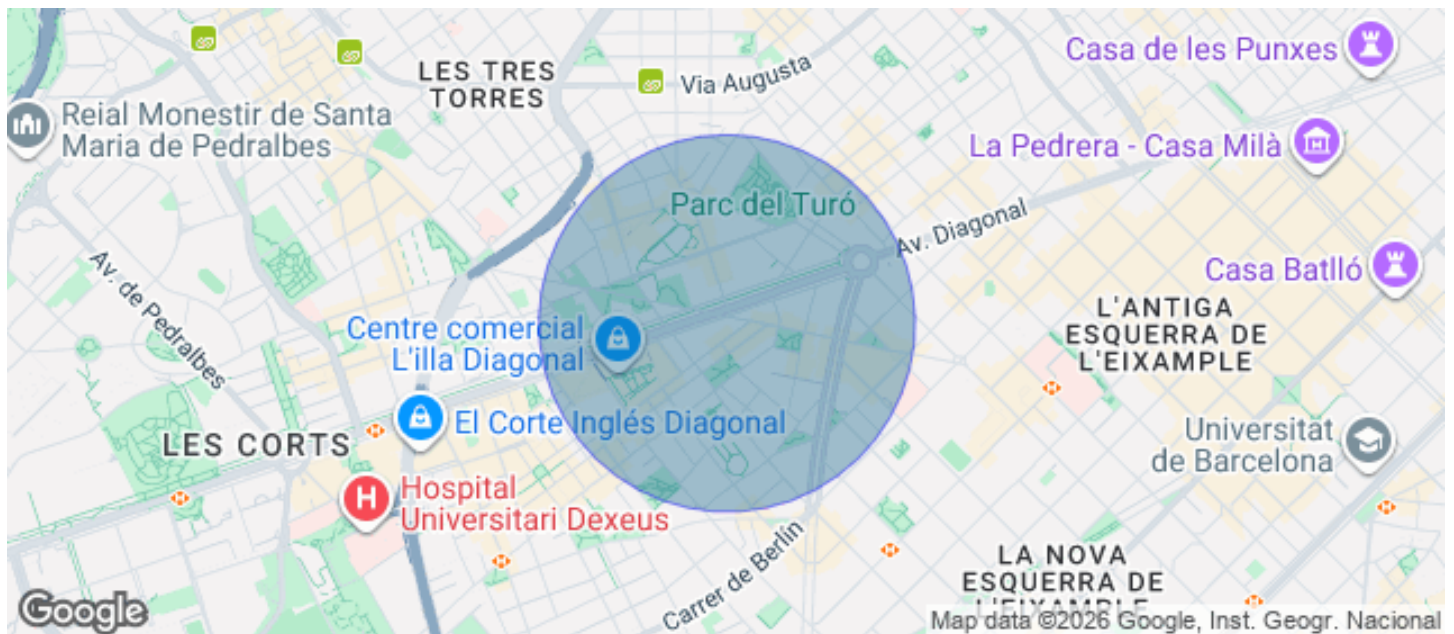 Casa de les Punxes
LES TRES
TORRES
Via Augusta
Reial Monestir de Santa
Maria de Pedralbes
La Pedrera - Casa Milà
Parc del Turó
Av. Diagonal
Av. de Pedralbes
Casa Batlló
L'ANTIGA
ESQUERRA DE
L'EIXAMPLE
Centre comercial
L'illa Diagonal
El Corte Inglés Diagonal
LES CORTS
Universitat
de Barcelona
H
Hospital
Universitari Dexeus
Carrer de Berlín
LA NOVA
ESQUERRA DE
L'EIXAMPLE
Google
Map data ©2026 Google, Inst. Geogr. Nacional